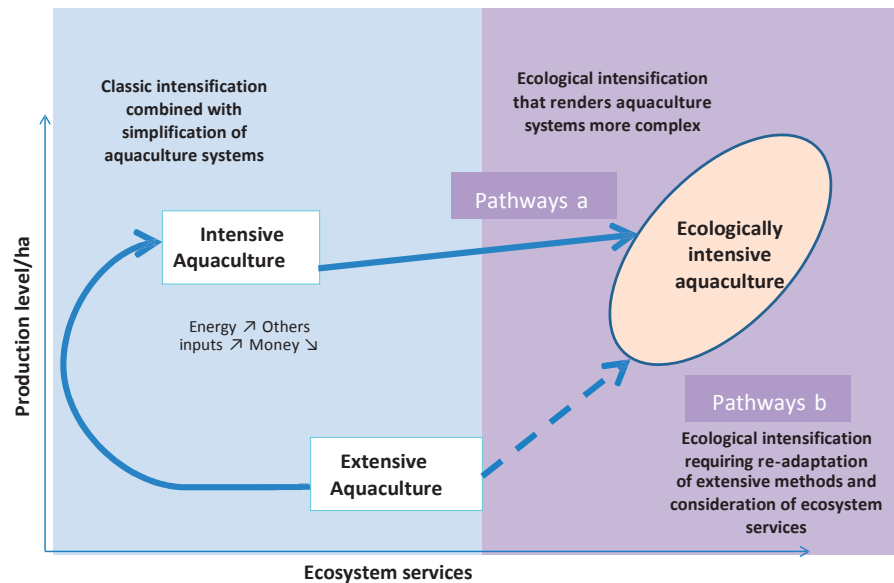 Classic intensification
combined with
simplification of
aquaculture systems
Ecological intensification
that renders aquaculture
systems more complex
Pathways a
Intensive
Aquaculture
Ecologically
intensive
aquaculture
Energy ↗ Others
inputs ↗ Money ↘
Production level/ha
Pathways b
Extensive
Aquaculture
Ecological intensification
requiring re-adaptation
of extensive methods and
consideration of ecosystem
services
Ecosystem services